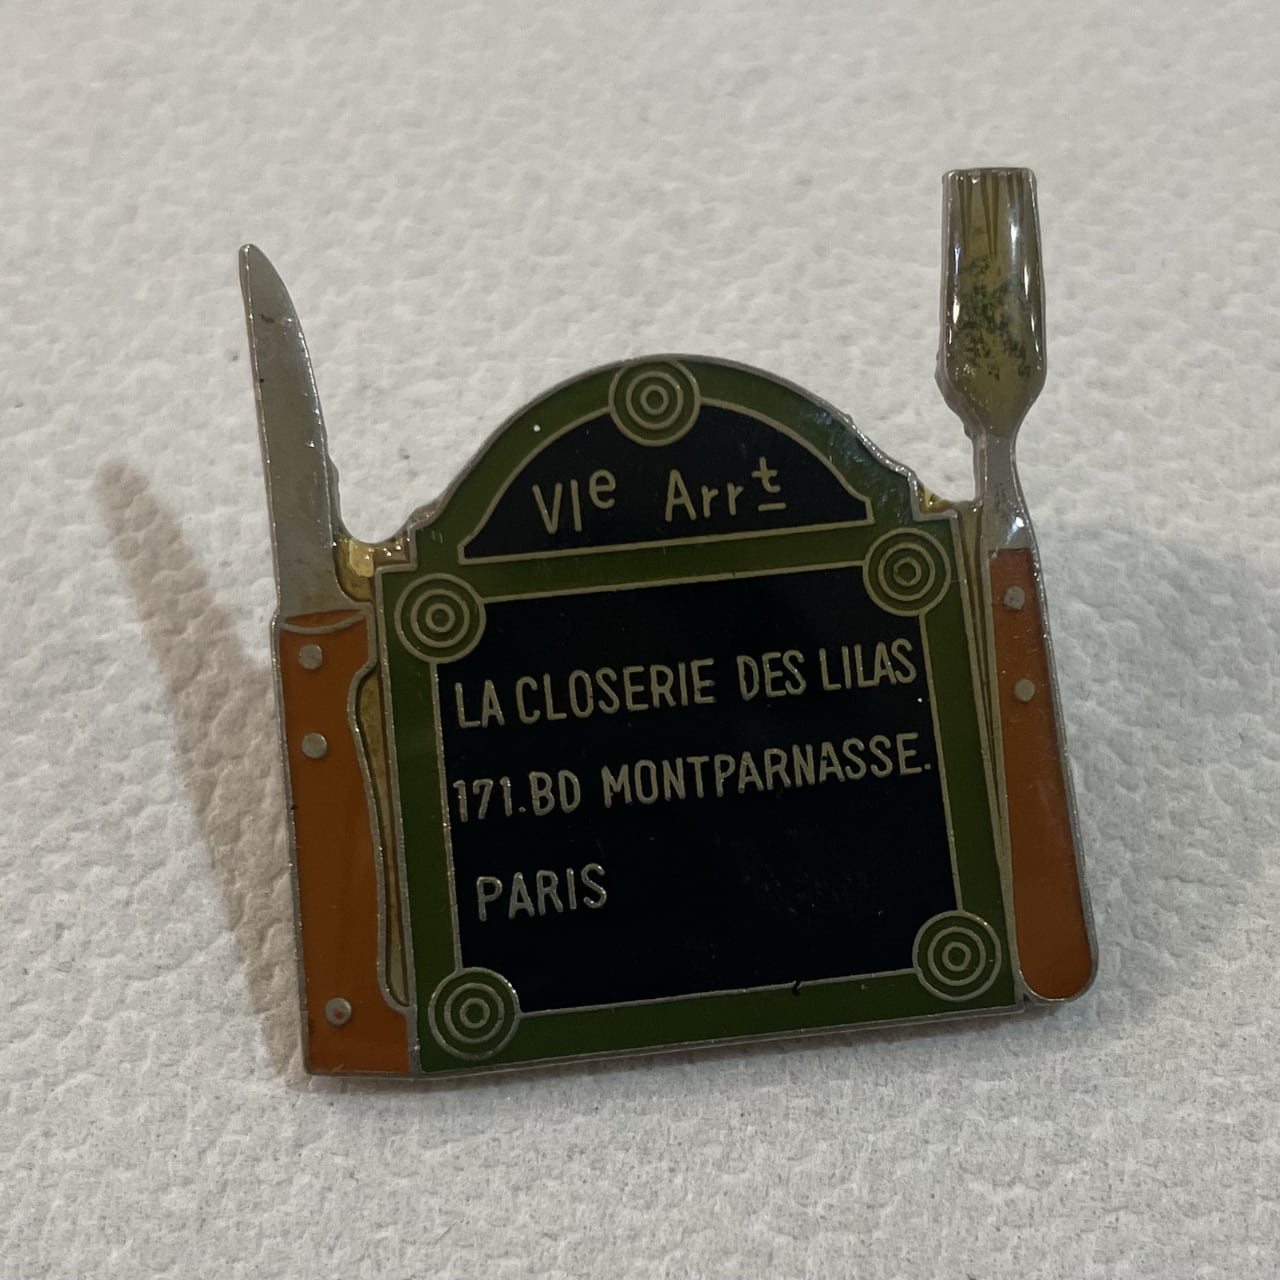 VIe Arrt
LA CLOSERIE DES LILAS
171.BD MONTPARNASSE.
PARIS